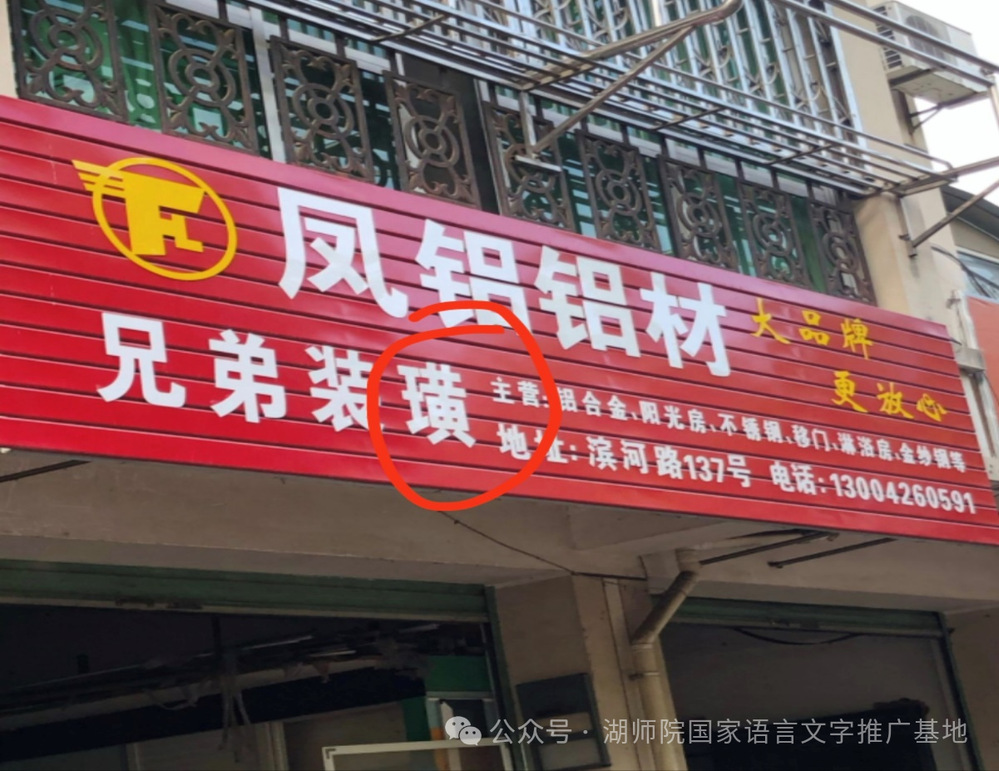 凤铝铝材
大品牌
更放心
兄弟装璜
主营:铝合金、阳光房、不锈钢、移门、淋浴房、金纱钢等
地址:滨河路137号 电话:13004260591
公众号·湖师院国家语言文字推广基地